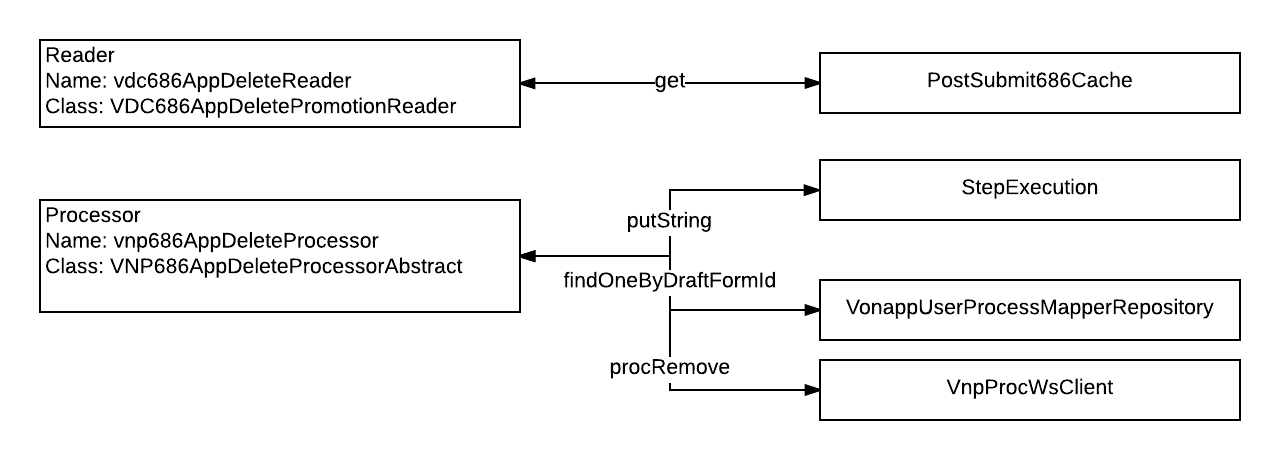 Reader
Name: vdc686AppDeleteReader
Class: VDC686AppDeletePromotionReader
get
PostSubmit686Cache
Processor
Name: vnp686AppDeleteProcessor
Class: VNP686AppDeleteProcessorAbstract
putString
StepExecution
findOneByDraftFormId
VonappUserProcessMapperRepository
procRemove
VnpProcWsClient